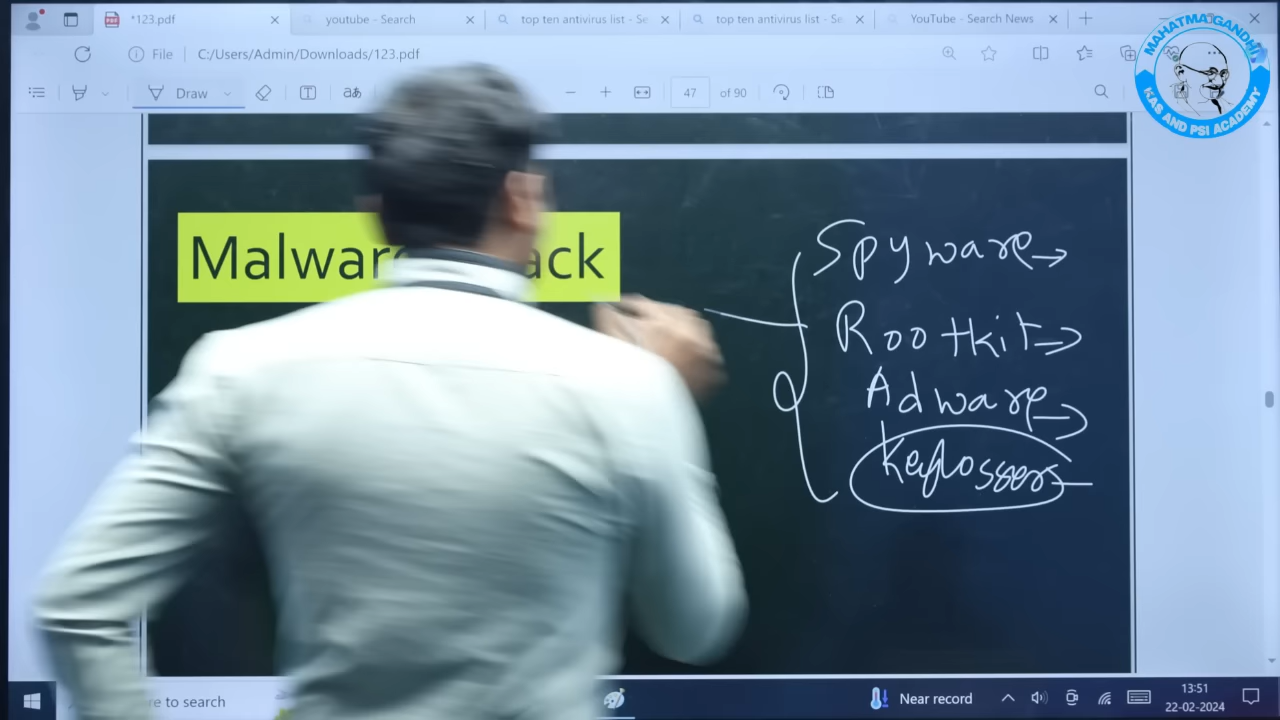 *123.pdf
youtube - Search
top ten antivirus list - Se
top ten antivirus list - Se
YouTube - Search News
File
C:/Users/Admin/Downloads/123.pdf
Draw
47
of 90
MAHATMA GANDHI
KAS AND PSI ACADEMY
Malwar ack
Spyware
Rootkit
Adware
Keylossers
re to search
Near record
13:51
22-02-2024